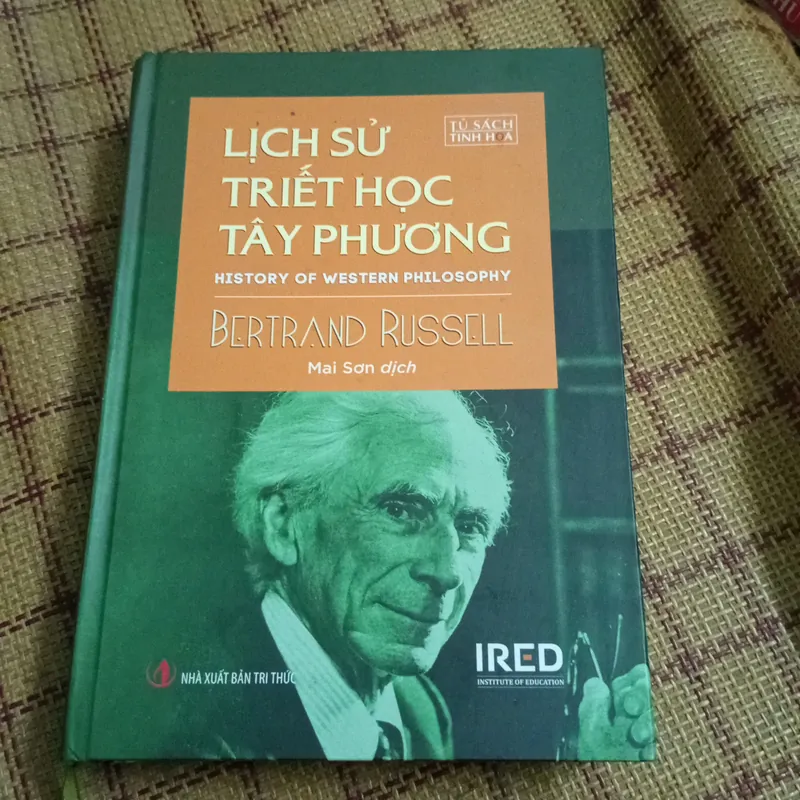 TỦ SÁCH
TINH HOA
LỊCH SỬ
TRIẾT HỌC
TÂY PHƯƠNG
HISTORY OF WESTERN PHILOSOPHY
BERTRAND RUSSELL
Mai Sơn dịch
NHÀ XUẤT BẢN TRI THỨC
IRED
INSTITUTE OF EDUCATION